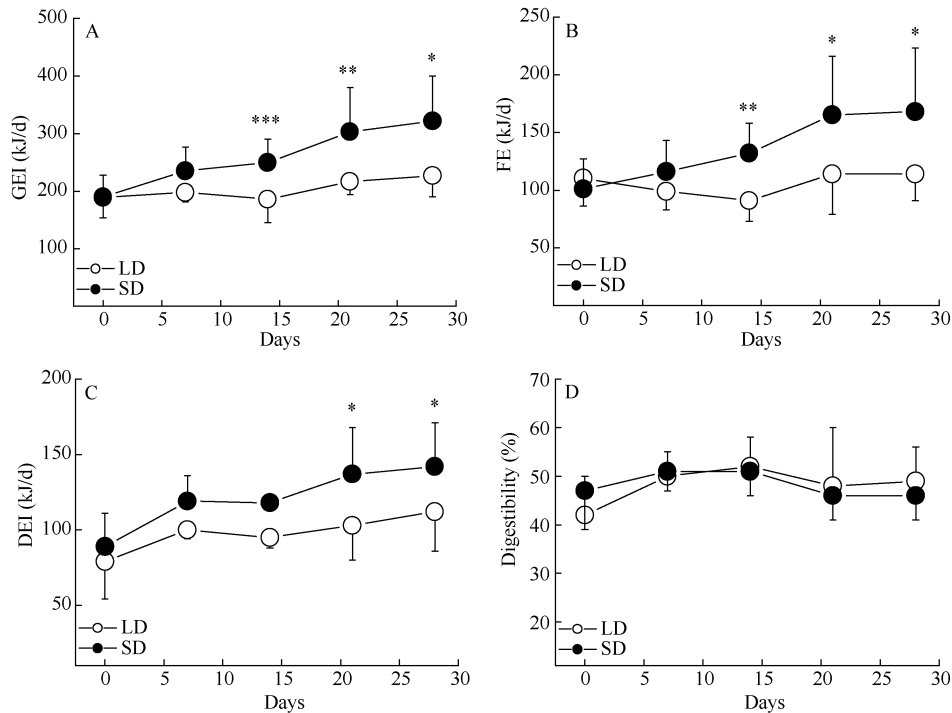 A
500
400
300
200
100
GEI (kJ/d)
***
**
*
LD
SD
0 5 10 15 20 25 30
Days
B
250
200
150
100
50
FE (kJ/d)
**
*
*
LD
SD
0 5 10 15 20 25 30
Days
C
200
150
100
50
DEI (kJ/d)
*
*
LD
SD
0 5 10 15 20 25 30
Days
D
70
60
50
40
30
20
Digestibility (%)
LD
SD
0 5 10 15 20 25 30
Days